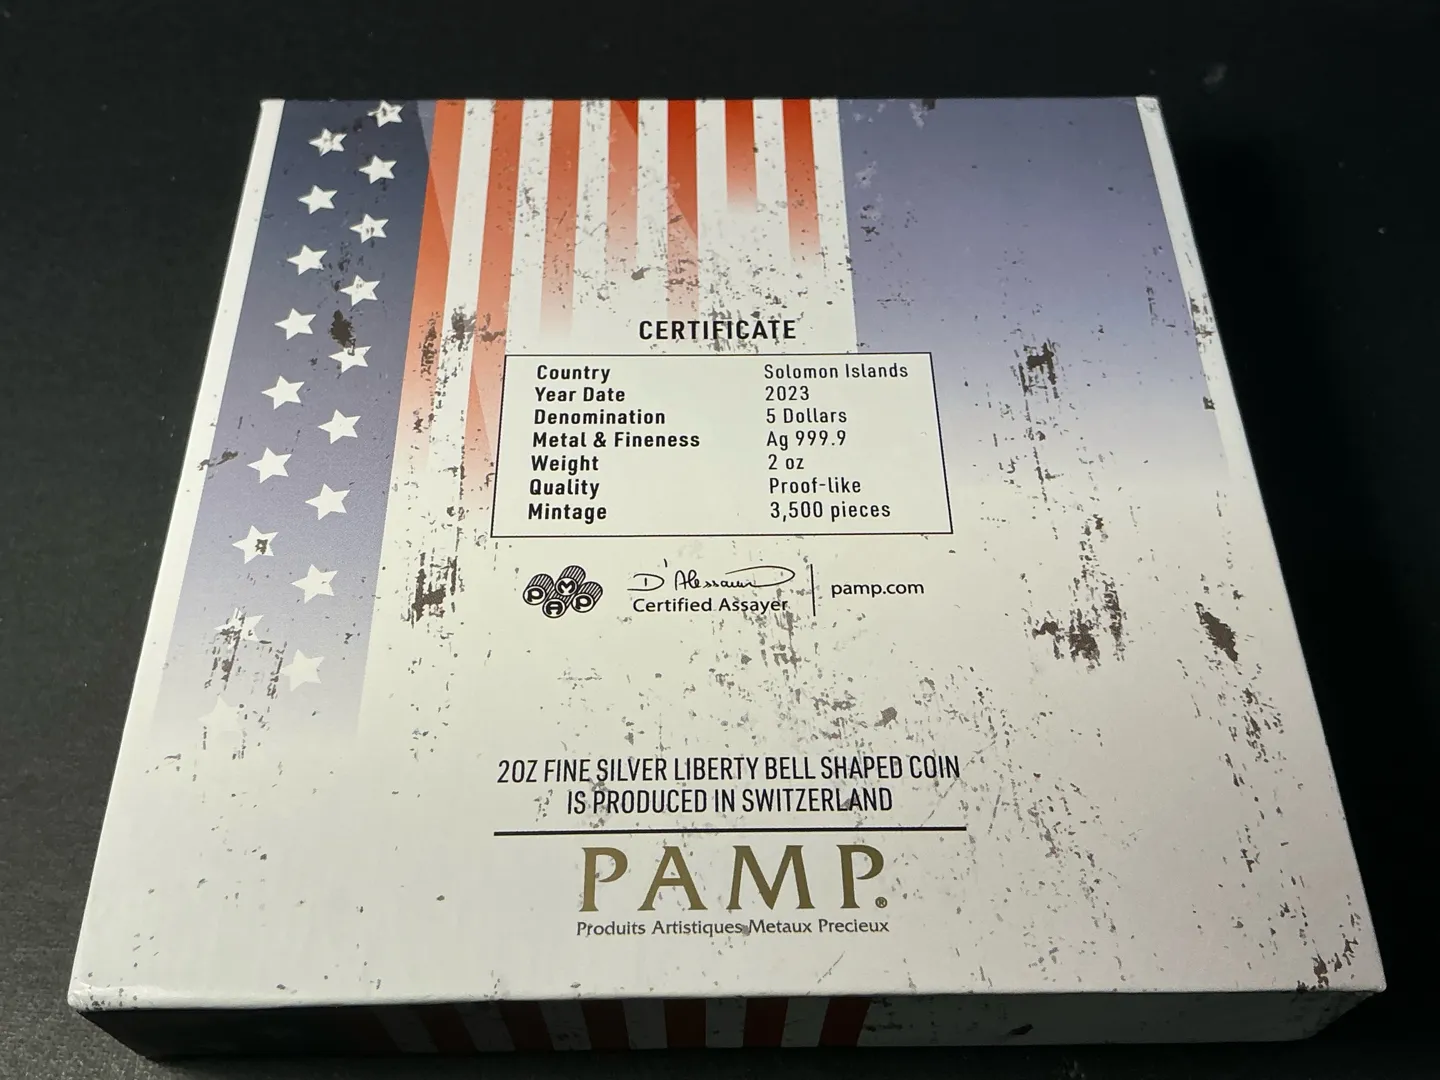 CERTIFICATE
Country Solomon Islands
Year Date 2023
Denomination 5 Dollars
Metal & Fineness Ag 999.9
Weight 2 oz
Quality Proof-like
Mintage 3,500 pieces
PAMP
Certified Assayer
pamp.com
2OZ FINE SILVER LIBERTY BELL SHAPED COIN
IS PRODUCED IN SWITZERLAND
PAMP®
Produits Artistiques Metaux Precieux